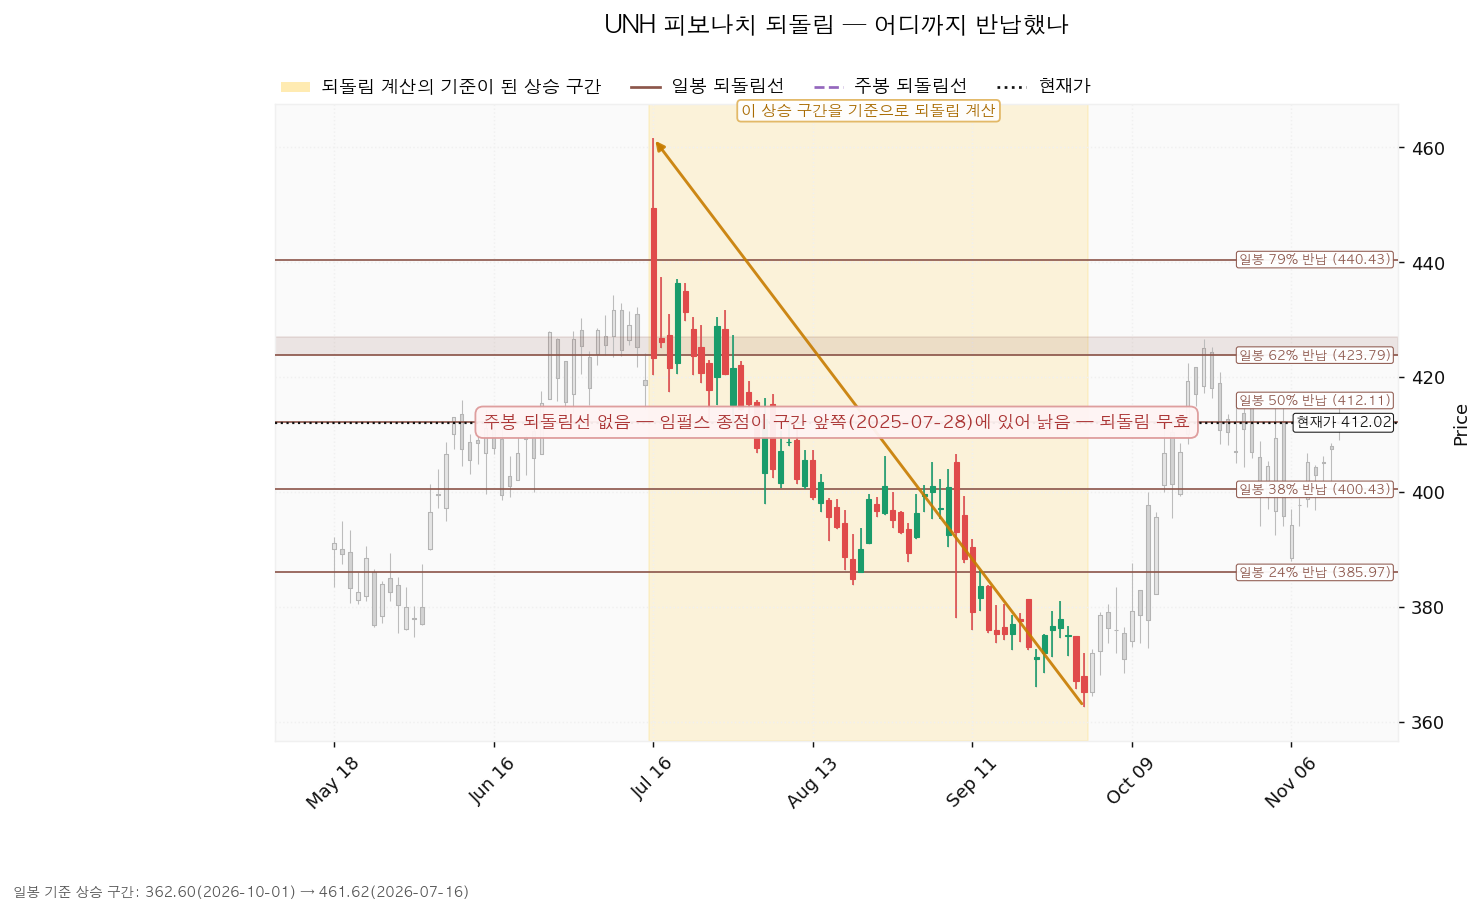 UNH 피보나치 되돌림 — 어디까지 반납했나
되돌림 계산의 기준이 된 상승 구간
일봉 되돌림선
주봉 되돌림선
현재가
이 상승 구간을 기준으로 되돌림 계산
460
440
420
400
380
360
Price
일봉 79% 반납 (440.43)
일봉 62% 반납 (423.79)
일봉 50% 반납 (412.11)
현재가 412.02
주봉 되돌림선 없음 — 임펄스 종점이 구간 앞쪽(2025-07-28)에 있어 낡음 — 되돌림 무효
일봉 38% 반납 (400.43)
일봉 24% 반납 (385.97)
May 18
Jun 16
Jul 16
Aug 13
Sep 11
Oct 09
Nov 06
일봉 기준 상승 구간: 362.60(2026-10-01) → 461.62(2026-07-16)